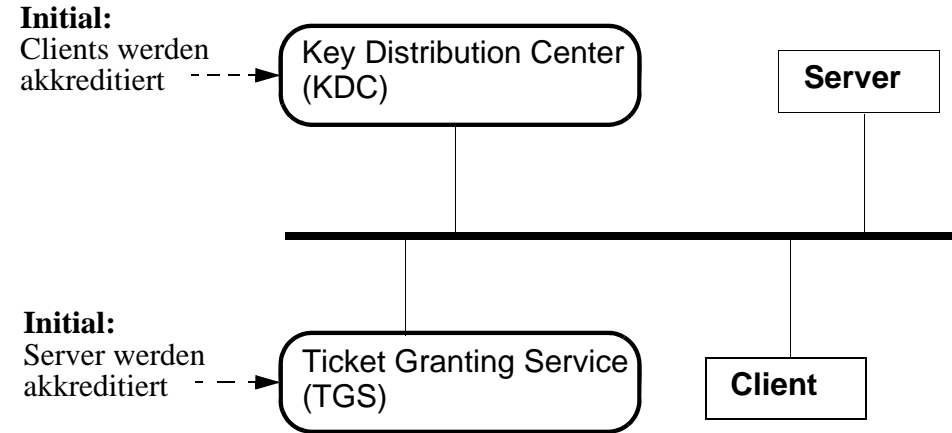 Initial:
Clients werden
akkreditiert
Key Distribution Center
(KDC)
Server
Initial:
Server werden
akkreditiert
Ticket Granting Service
(TGS)
Client